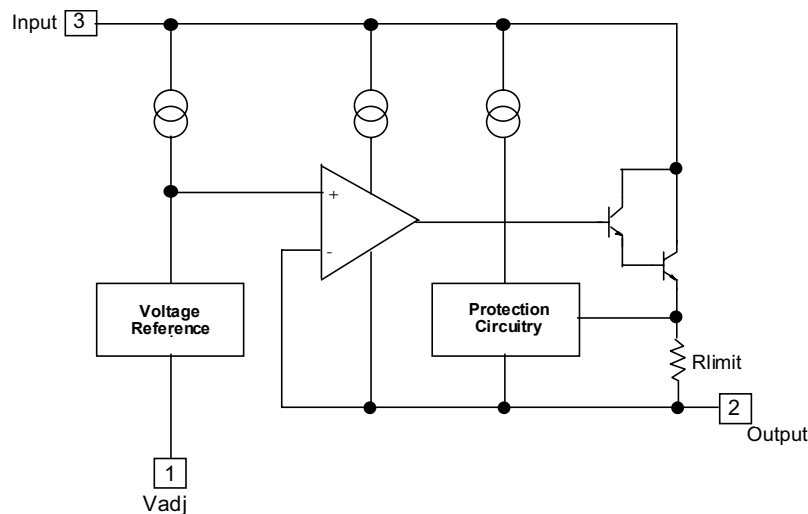 Input 3
+
-
Voltage
Reference
Protection
Circuitry
Rlimit
2
Output
1
Vadj